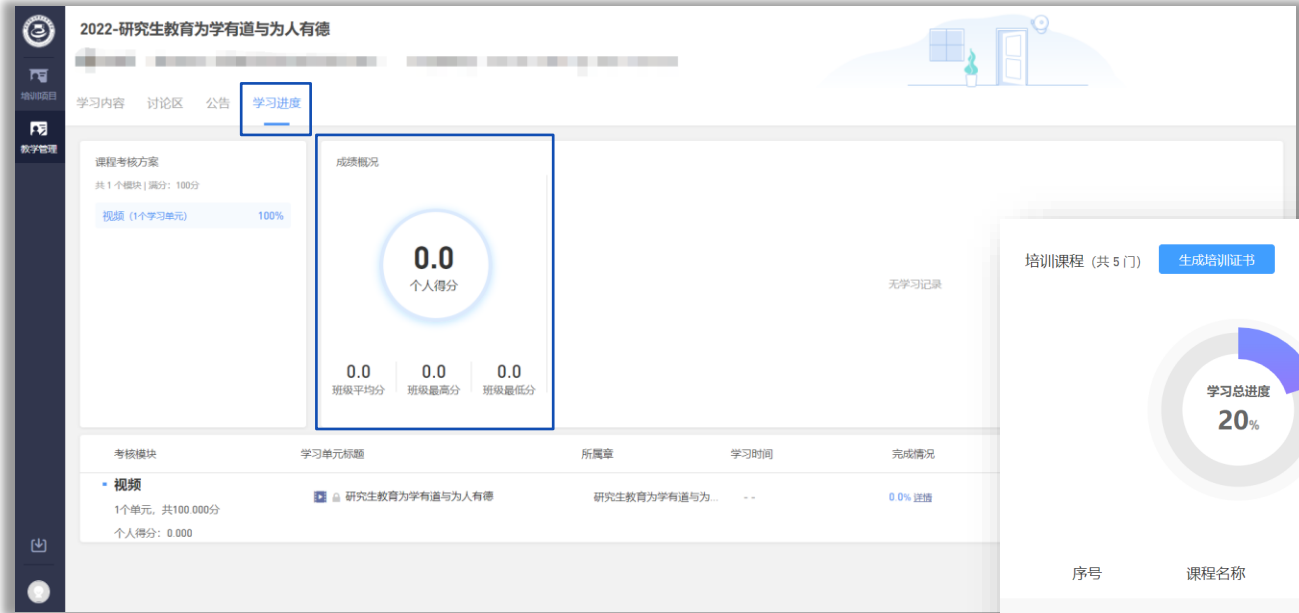 2022-研究生教育为学有道与为人有德
培训项目
教学管理
学习内容 讨论区 公告 学习进度
课程考核方案
共 1 个模块 | 满分：100分
视频（1个学习单元） 100%
成绩概况
0.0
个人得分
0.0 0.0 0.0
班级平均分 班级最高分 班级最低分
无学习记录
考核模块 学习单元标题 所属章 学习时间 完成情况
视频
1个单元，共100.000分
个人得分：0.000
研究生教育为学有道与为人有德 研究生教育为学有道与为... - - 0.0% 详情
培训课程（共 5 门） 生成培训证书
学习总进度
20%
序号 课程名称